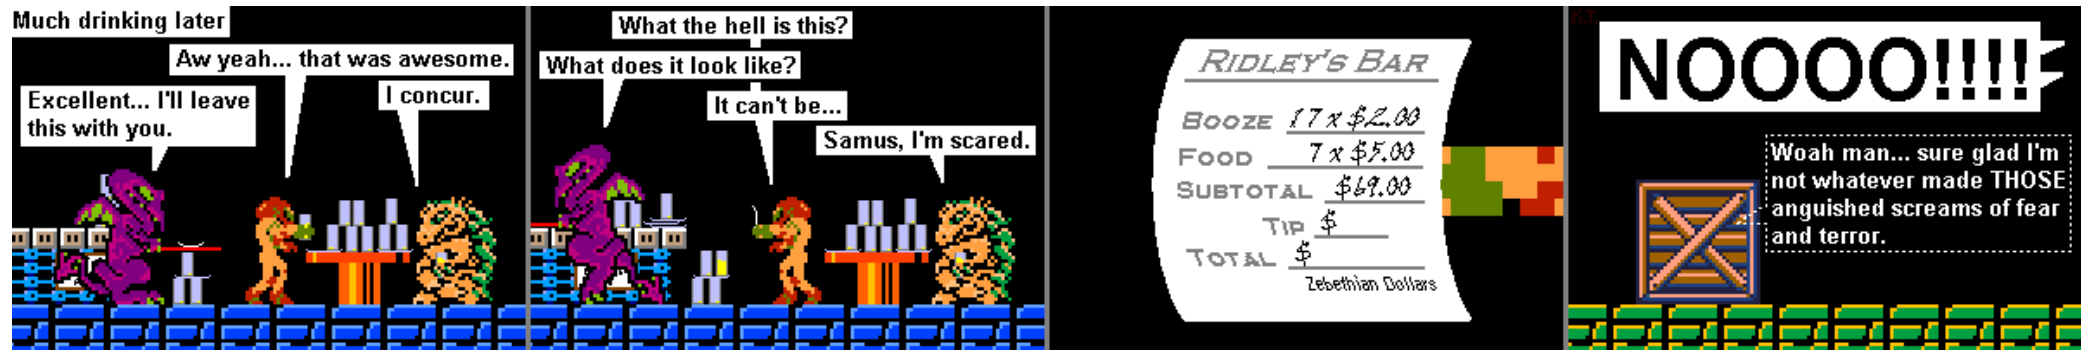 Much drinking later
Aw yeah... that was awesome.
Excellent... I'll leave
this with you.
I concur.
What the hell is this?
What does it look like?
It can't be...
Samus, I'm scared.
RIDLEY'S BAR
BOOZE 17 x $2.00
FOOD 7 x $5.00
SUBTOTAL $69.00
TIP $
TOTAL $
Zebethian Dollars
NOOOO!!!!
Woah man... sure glad I'm
not whatever made THOSE
anguished screams of fear
and terror.